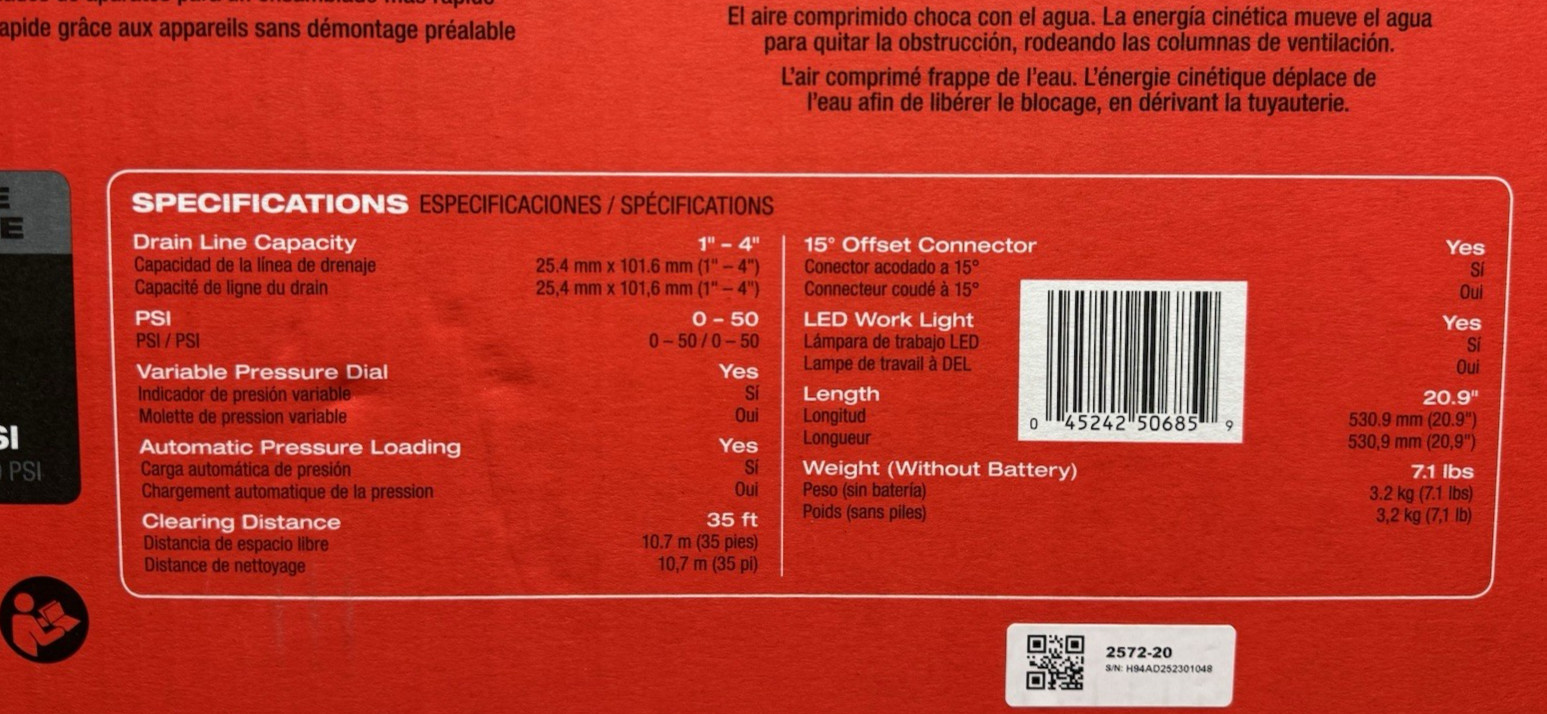 rapide grâce aux appareils sans démontage préalable
El aire comprimido choca con el agua. La energía cinética mueve el agua
para quitar la obstrucción, rodeando las columnas de ventilación.
L'air comprimé frappe de l'eau. L'énergie cinétique déplace de
l'eau afin de libérer le blocage, en dérivant la tuyauterie.
SPECIFICATIONS ESPECIFICACIONES / SPÉCIFICATIONS
Drain Line Capacity 1" – 4"
Capacidad de la línea de drenaje 25.4 mm x 101.6 mm (1" – 4")
Capacité de ligne du drain 25,4 mm x 101,6 mm (1" – 4")
PSI 0 – 50
PSI / PSI 0 – 50 / 0 – 50
Variable Pressure Dial Yes
Indicador de presión variable Sí
Molette de pression variable Oui
Automatic Pressure Loading Yes
Carga automática de presión Sí
Chargement automatique de la pression Oui
Clearing Distance 35 ft
Distancia de espacio libre 10.7 m (35 pies)
Distance de nettoyage 10,7 m (35 pi)
15° Offset Connector Yes
Conector acodado a 15° Sí
Connecteur coudé à 15° Oui
LED Work Light Yes
Lámpara de trabajo LED Sí
Lampe de travail à DEL Oui
Length 20.9"
Longitud 530.9 mm (20.9")
Longueur 530,9 mm (20,9")
Weight (Without Battery) 7.1 lbs
Peso (sin batería) 3.2 kg (7.1 lbs)
Poids (sans piles) 3,2 kg (7,1 lb)
0 45242 50685 9
PSI
2572-20
S/N: H94AD252301048